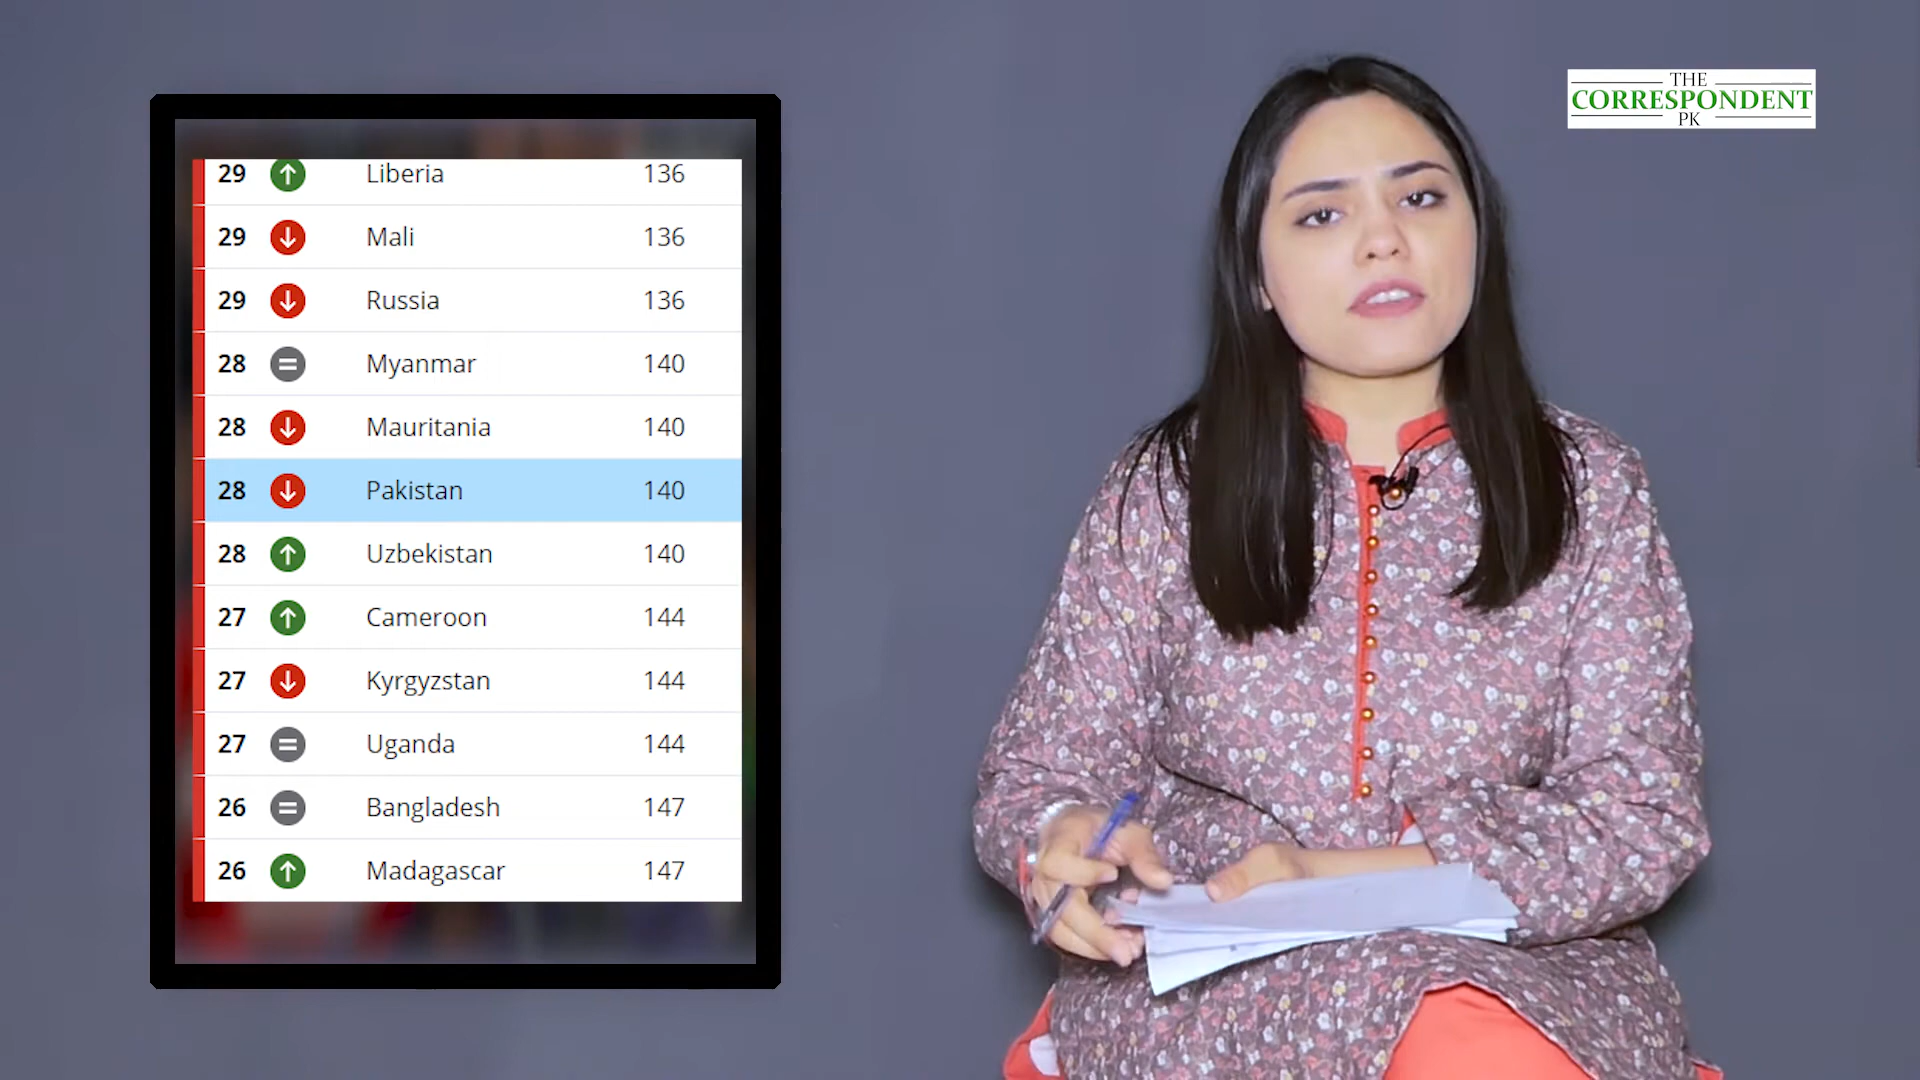 29 Liberia 136
29 Mali 136
29 Russia 136
28 Myanmar 140
28 Mauritania 140
28 Pakistan 140
28 Uzbekistan 140
27 Cameroon 144
27 Kyrgyzstan 144
27 Uganda 144
26 Bangladesh 147
26 Madagascar 147
THE
CORRESPONDENT
PK